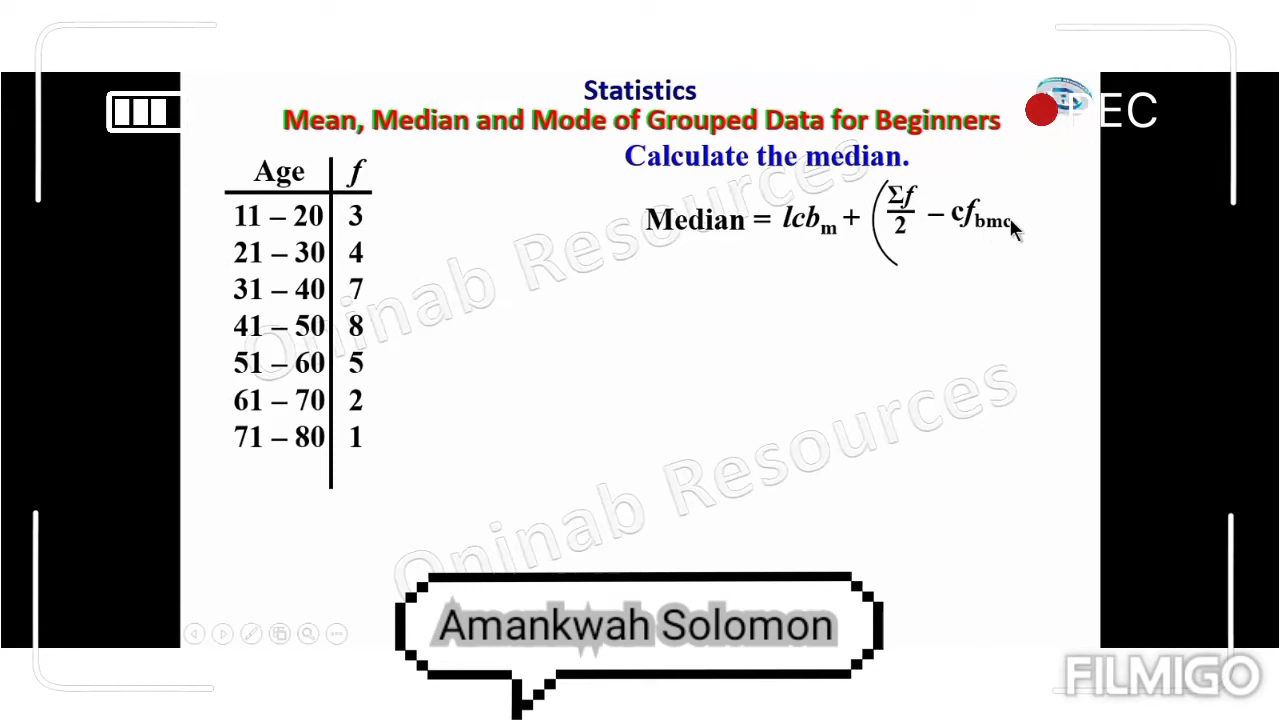 Statistics
Mean, Median and Mode of Grouped Data for Beginners
PEC
Calculate the median.
Age f
11 – 20 3
21 – 30 4
31 – 40 7
41 – 50 8
51 – 60 5
61 – 70 2
71 – 80 1
Median = lcbm + ( Σf/2 – cfbmc
Oninab Resources
Oninab Resources
Amankwah Solomon
FILMIGO